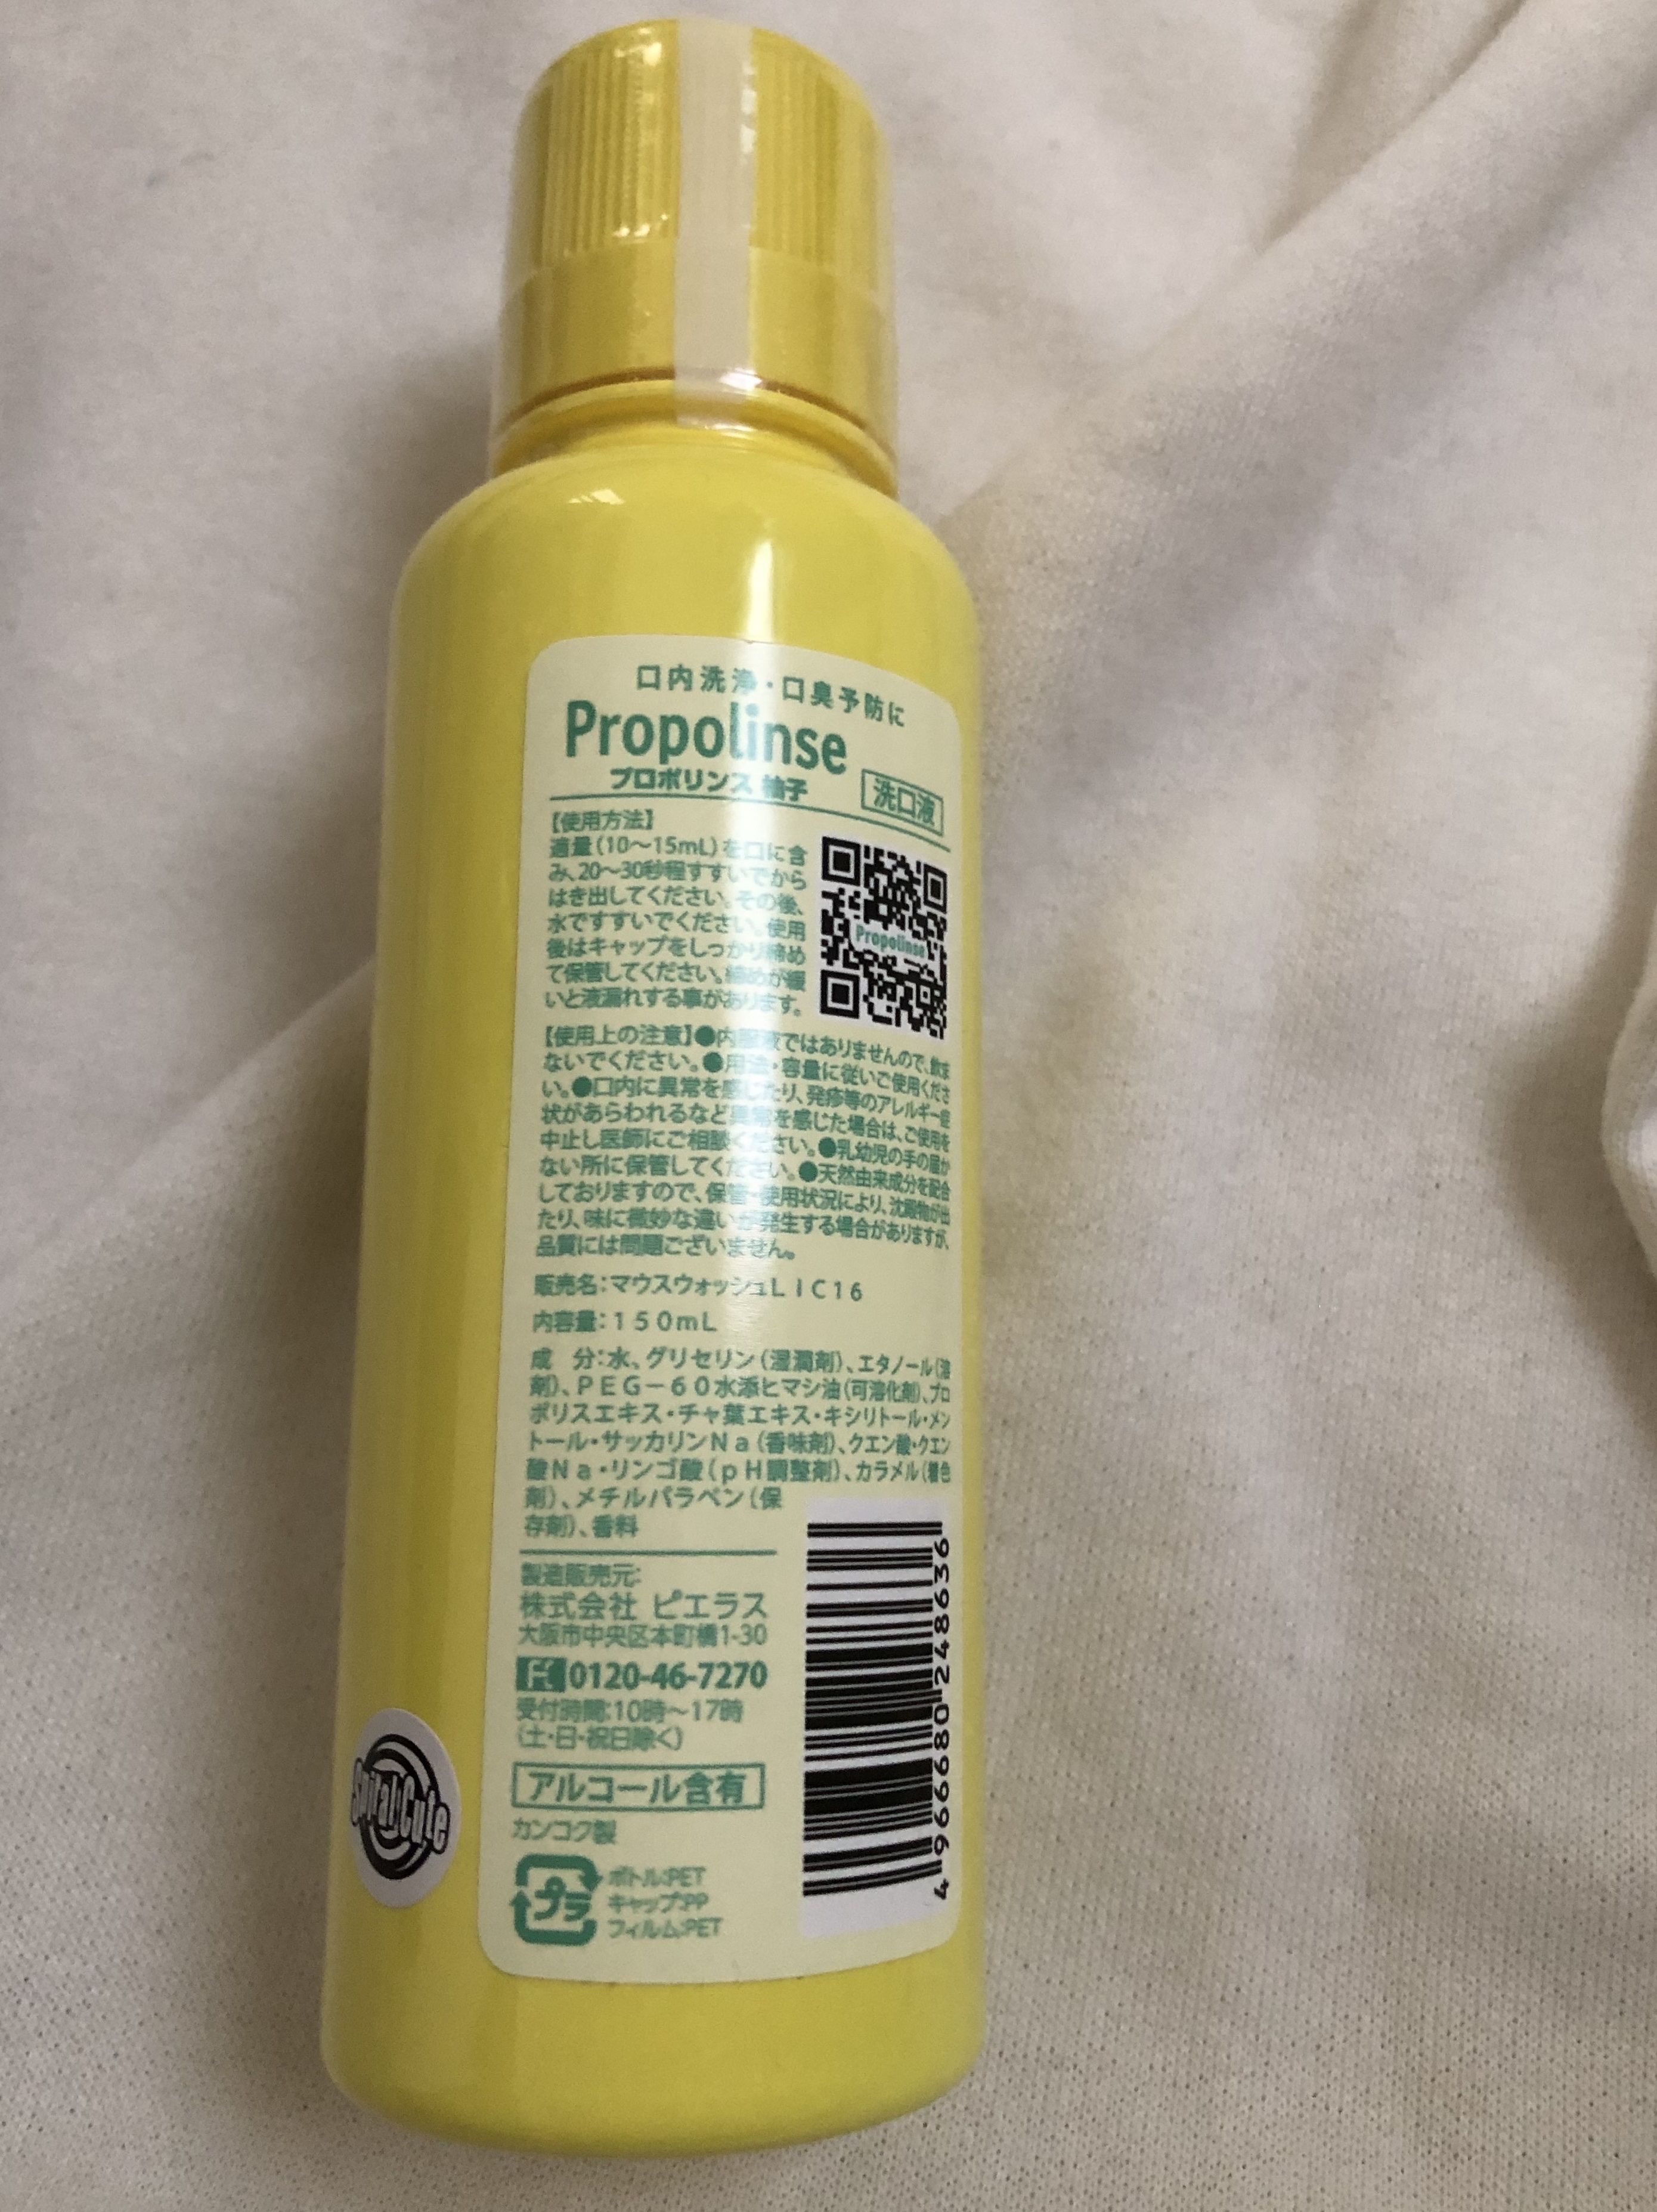 口内洗浄・口臭予防に
Propolinse
プロポリンス 柚子
洗口液
【使用方法】
適量(10〜15mL)を口に含
み、20〜30秒程すすいでから
はき出してください。その後、
水ですすいでください。使用
後はキャップをしっかり締め
て保管してください。締めが緩
いと液漏れする事があります。
Propolinse
【使用上の注意】●内服液ではありませんので、飲ま
ないでください。●用法・容量に従いご使用くださ
い。●口内に異常を感じたり、発疹等のアレルギー症
状があらわれるなど異常を感じた場合は、ご使用を
中止し医師にご相談ください。●乳幼児の手の届か
ない所に保管してください。●天然由来成分を配合
しておりますので、保管・使用状況により、沈殿物が出
たり、味に微妙な違いが発生する場合がありますが、
品質には問題ございません。
販売名:マウスウォッシュLIC16
内容量:150mL
成 分:水、グリセリン(湿潤剤)、エタノール(溶
剤)、PEG-60水添ヒマシ油(可溶化剤)、プロ
ポリスエキス・チャ葉エキス・キシリトール・メン
トール・サッカリンNa(香味剤)、クエン酸・クエン
酸Na・リンゴ酸(pH調整剤)、カラメル(着色
剤)、メチルパラベン(保
存剤)、香料
製造販売元:
株式会社 ピエラス
大阪市中央区本町橋1-30
0120-46-7270
受付時間:10時〜17時
(土・日・祝日除く)
アルコール含有
カンコク製
プラ
ボトル:PET
キャップ:PP
フィルム:PET
4 966680 248636
Spiral Cute